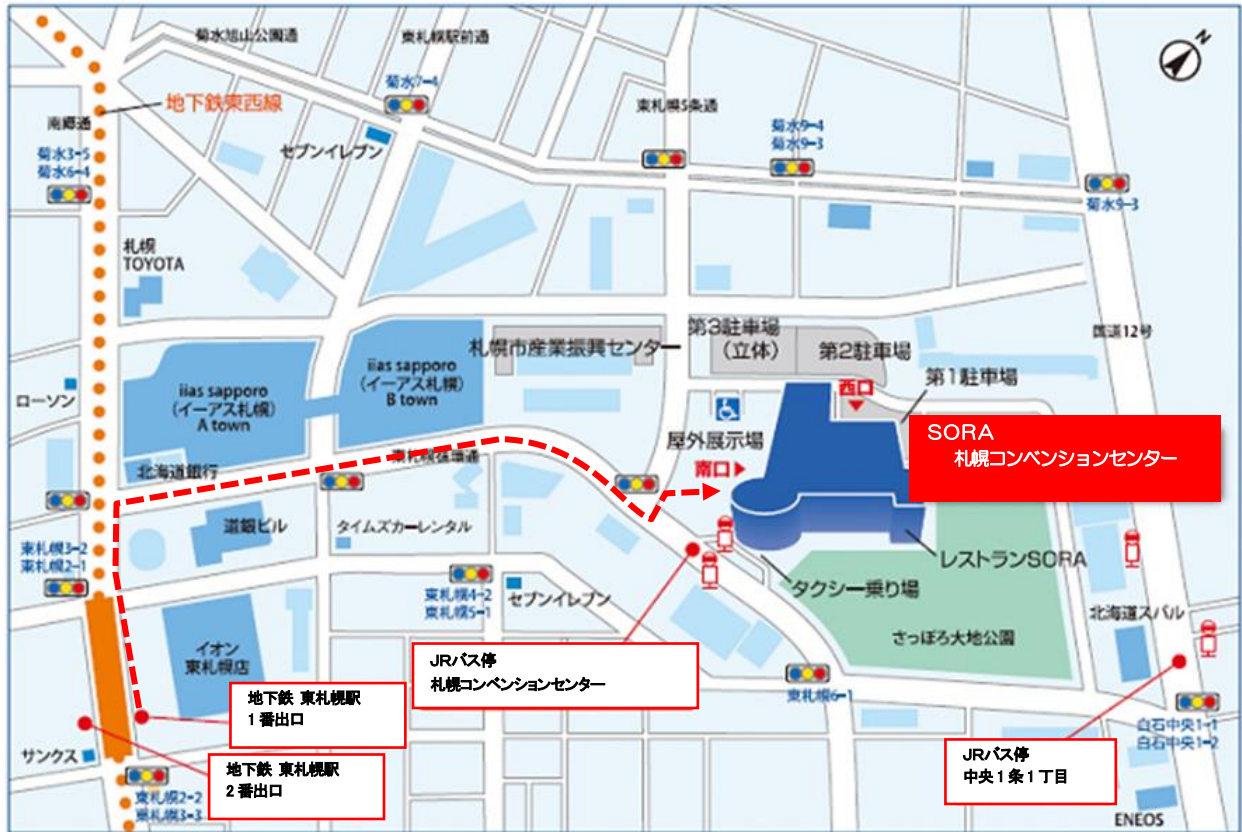 菊水旭山公園通
東札幌駅前通
N
菊水7-4
地下鉄東西線
東札幌5条通
南郷通
菊水9-4
菊水9-3
菊水3-5
菊水6-4
セブンイレブン
菊水9-3
札幌
TOYOTA
国道12号
第3駐車場
(立体)
札幌市産業振興センター
第2駐車場
iias sapporo
(イーアス札幌)
B town
iias sapporo
(イーアス札幌)
A town
西口
第1駐車場
ローソン
屋外展示場
SORA
札幌コンベンションセンター
北海道銀行
南口
道銀ビル
タイムズカーレンタル
東札幌3-2
東札幌2-1
レストランSORA
タクシー乗り場
東札幌4-2
東札幌5-1
セブンイレブン
北海道スバル
さっぽろ大地公園
イオン
東札幌店
JRバス停
札幌コンベンションセンター
地下鉄 東札幌駅
1番出口
東札幌6-1
白石中央1-1
白石中央1-2
サンクス
地下鉄 東札幌駅
2番出口
JRバス停
中央1条1丁目
東札幌2-2
東札幌3-3
ENEOS